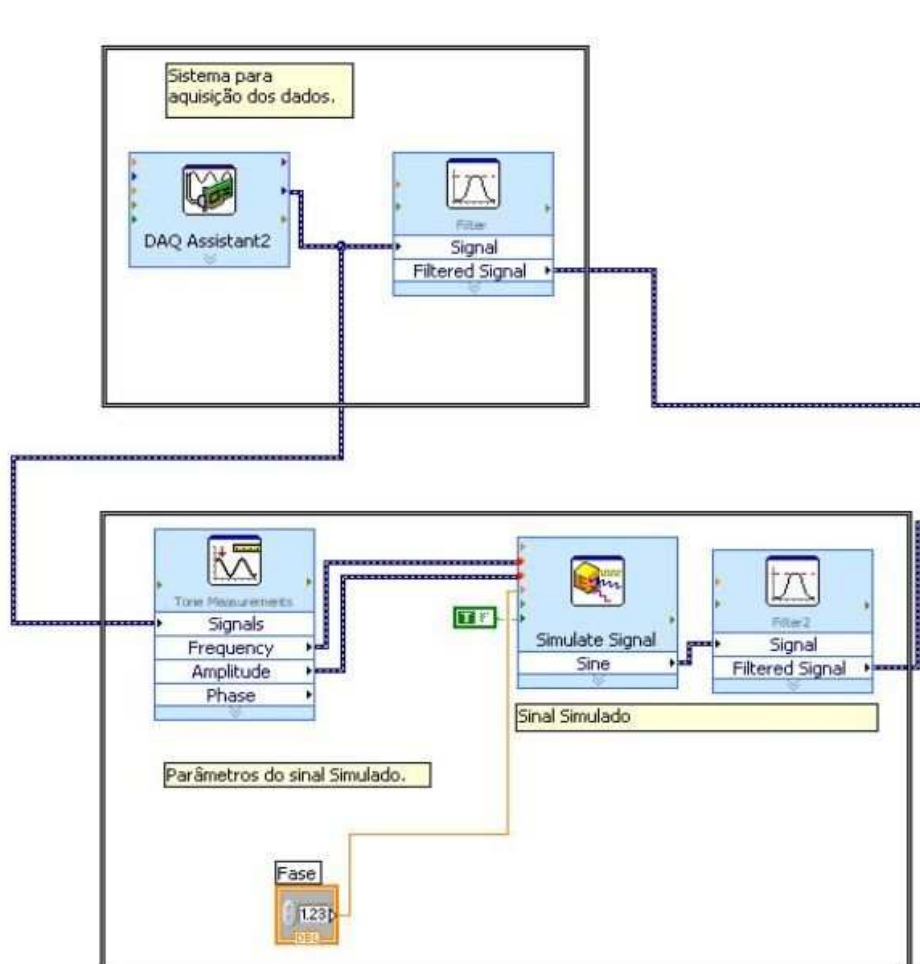 Sistema para
aquisição dos dados.
DAQ Assistant2
Filter
Signal
Filtered Signal
Tone Measurements
Signals
Frequency
Amplitude
Phase
T F
Simulate Signal
Sine
Filter2
Signal
Filtered Signal
Sinal Simulado
Parâmetros do sinal Simulado.
Fase
1.23
DBL